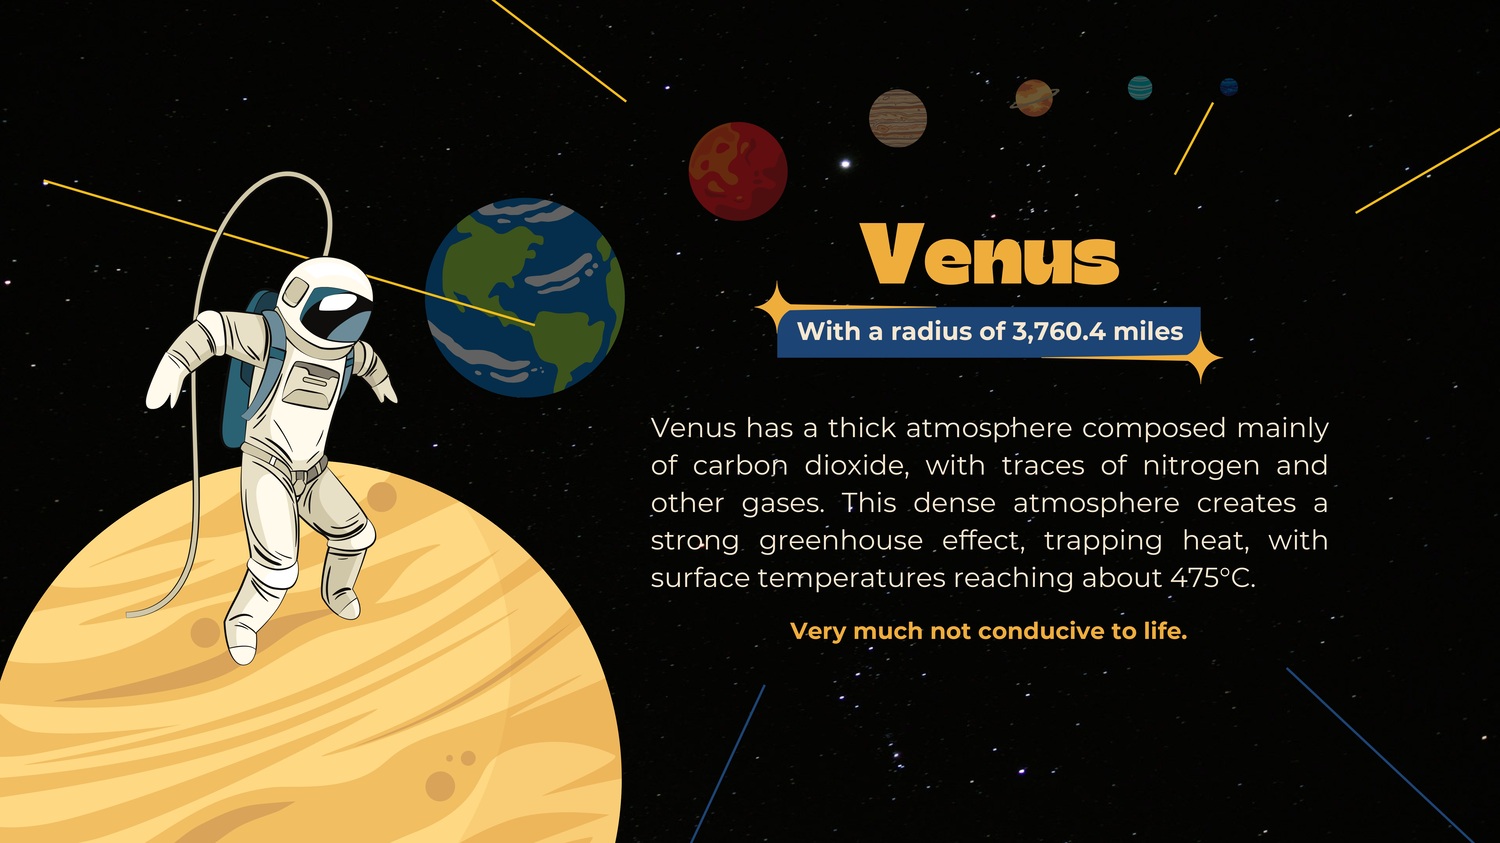 Venus
With a radius of 3,760.4 miles
Venus has a thick atmosphere composed mainly
of carbon dioxide, with traces of nitrogen and
other gases. This dense atmosphere creates a
strong greenhouse effect, trapping heat, with
surface temperatures reaching about 475°C.
Very much not conducive to life.